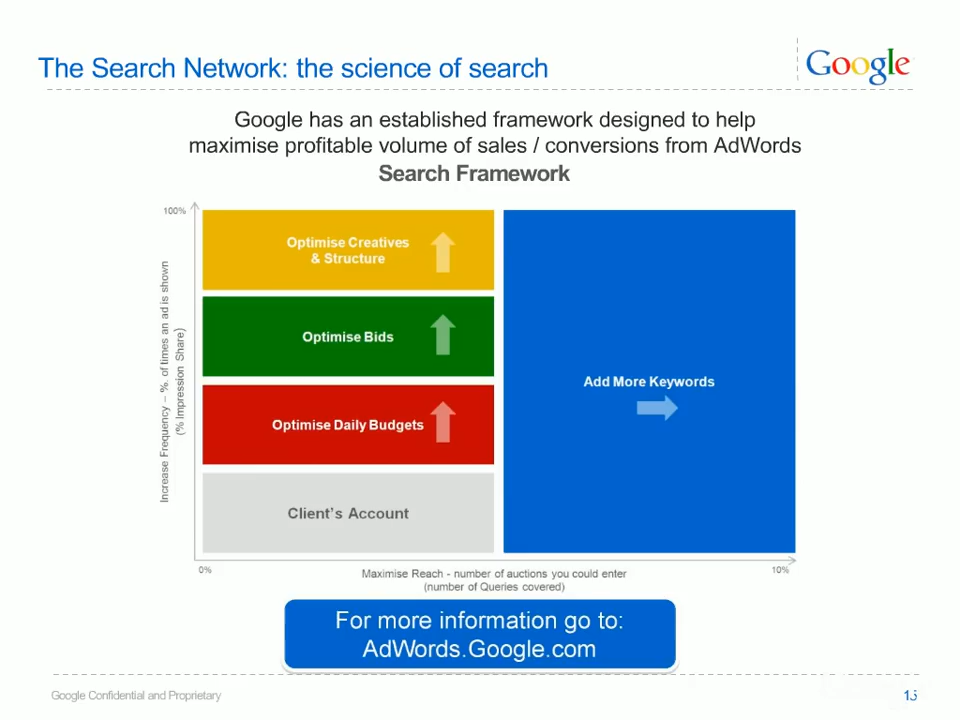 The Search Network: the science of search
Google
Google has an established framework designed to help
maximise profitable volume of sales / conversions from AdWords
Search Framework
100%
Increase Frequency – %. of times an ad is shown
(% Impression Share)
Optimise Creatives
& Structure
Optimise Bids
Optimise Daily Budgets
Client's Account
Add More Keywords
0%
10%
Maximise Reach - number of auctions you could enter
(number of Queries covered)
For more information go to:
AdWords.Google.com
Google Confidential and Proprietary